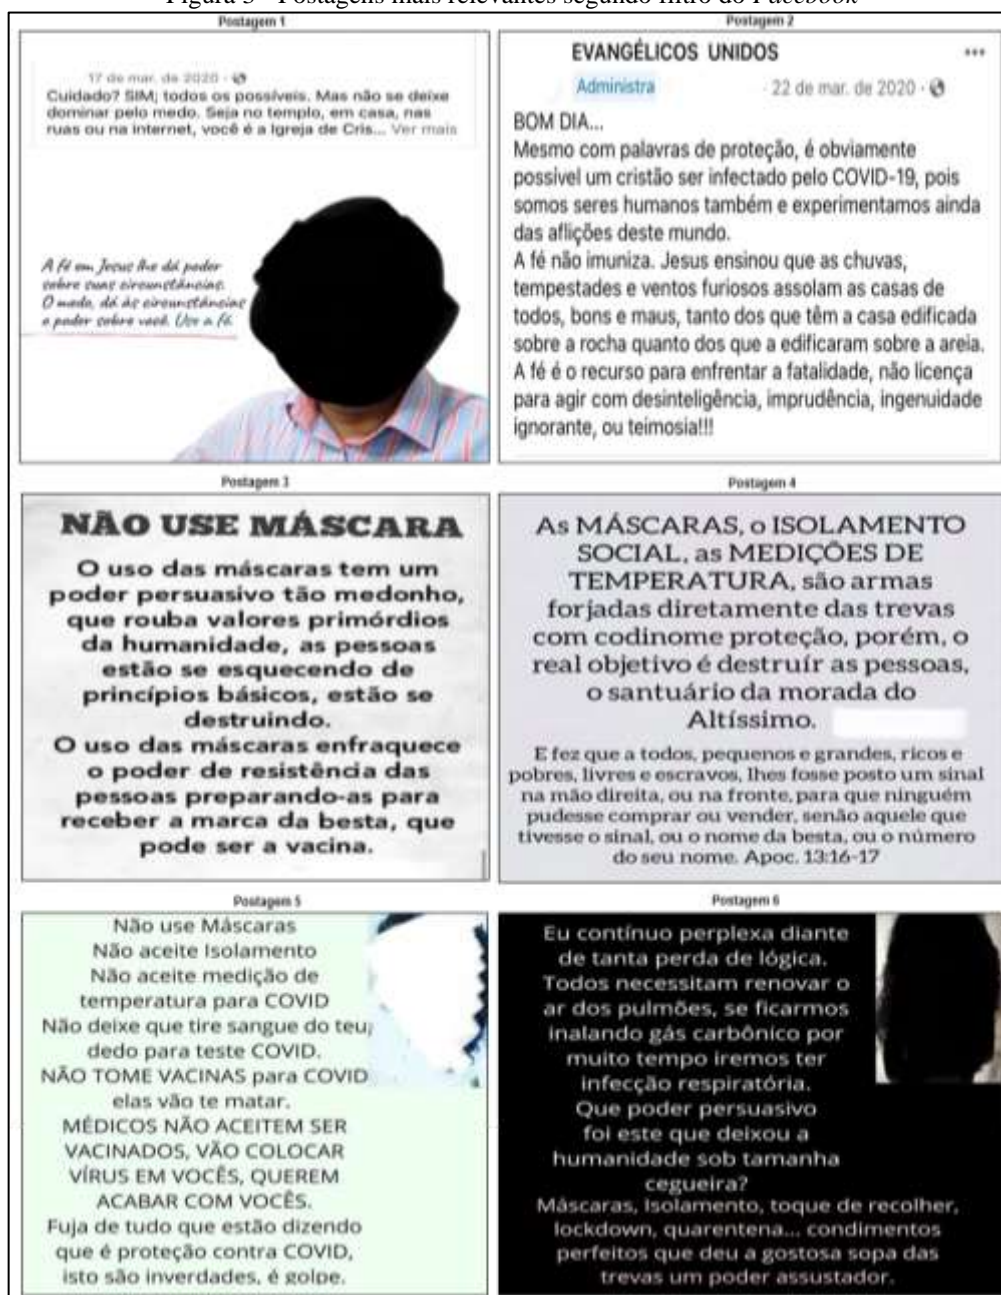 Figura 3 - Postagens mais relevantes segundo filtro do Facebook
Postagem 1
17 de mar. de 2020 ·
Cuidado? SIM; todos os possíveis. Mas não se deixe
dominar pelo medo. Seja no templo, em casa, nas
ruas ou na internet, você é a Igreja de Cris... Ver mais
A fé em Jesus lhe dá poder
sobre suas circunstâncias.
O medo, dá às circunstâncias
o poder sobre você. Use a fé.
Postagem 2
EVANGÉLICOS UNIDOS
Administra · 22 de mar. de 2020 ·
BOM DIA...
Mesmo com palavras de proteção, é obviamente
possível um cristão ser infectado pelo COVID-19, pois
somos seres humanos também e experimentamos ainda
das aflições deste mundo.
A fé não imuniza. Jesus ensinou que as chuvas,
tempestades e ventos furiosos assolam as casas de
todos, bons e maus, tanto dos que têm a casa edificada
sobre a rocha quanto dos que a edificaram sobre a areia.
A fé é o recurso para enfrentar a fatalidade, não licença
para agir com desinteligência, imprudência, ingenuidade
ignorante, ou teimosia!!!
Postagem 3
NÃO USE MÁSCARA
O uso das máscaras tem um
poder persuasivo tão medonho,
que rouba valores primórdios
da humanidade, as pessoas
estão se esquecendo de
princípios básicos, estão se
destruindo.
O uso das máscaras enfraquece
o poder de resistência das
pessoas preparando-as para
receber a marca da besta, que
pode ser a vacina.
Postagem 4
As MÁSCARAS, o ISOLAMENTO
SOCIAL, as MEDIÇÕES DE
TEMPERATURA, são armas
forjadas diretamente das trevas
com codinome proteção, porém, o
real objetivo é destruír as pessoas,
o santuário da morada do
Altíssimo.
E fez que a todos, pequenos e grandes, ricos e
pobres, livres e escravos, lhes fosse posto um sinal
na mão direita, ou na fronte, para que ninguém
pudesse comprar ou vender, senão aquele que
tivesse o sinal, ou o nome da besta, ou o número
do seu nome. Apoc. 13:16-17
Postagem 5
Não use Máscaras
Não aceite Isolamento
Não aceite medição de
temperatura para COVID
Não deixe que tire sangue do teu
dedo para teste COVID.
NÃO TOME VACINAS para COVID
elas vão te matar.
MÉDICOS NÃO ACEITEM SER
VACINADOS, VÃO COLOCAR
VÍRUS EM VOCÊS, QUEREM
ACABAR COM VOCÊS.
Fuja de tudo que estão dizendo
que é proteção contra COVID,
isto são inverdades, é golpe.
Postagem 6
Eu contínuo perplexa diante
de tanta perda de lógica.
Todos necessitam renovar o
ar dos pulmões, se ficarmos
inalando gás carbônico por
muito tempo iremos ter
infecção respiratória.
Que poder persuasivo
foi este que deixou a
humanidade sob tamanha
cegueira?
Máscaras, Isolamento, toque de recolher,
lockdown, quarentena... condimentos
perfeitos que deu a gostosa sopa das
trevas um poder assustador.